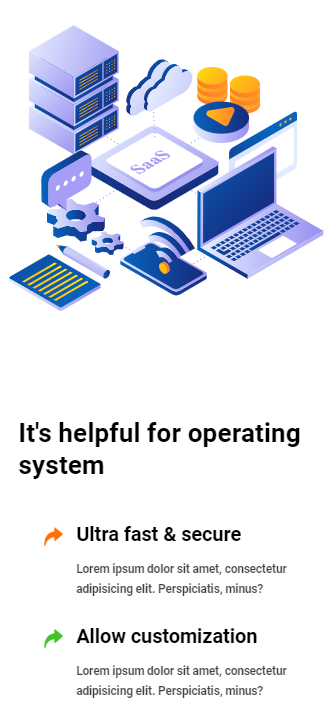 SaaS
It's helpful for operating
system
Ultra fast & secure
Lorem ipsum dolor sit amet, consectetur
adipisicing elit. Perspiciatis, minus?
Allow customization
Lorem ipsum dolor sit amet, consectetur
adipisicing elit. Perspiciatis, minus?